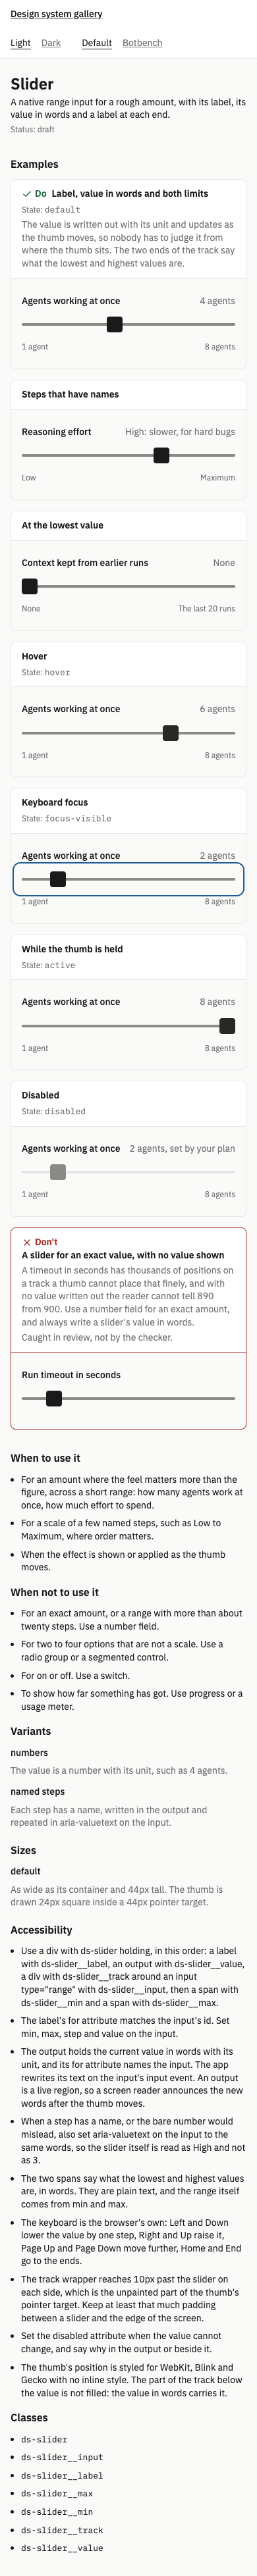 Design system gallery
Light Dark Default Botbench
Slider
A native range input for a rough amount, with its label, its
value in words and a label at each end.
Status: draft
Examples
Do Label, value in words and both limits
State: default
The value is written out with its unit and updates as
the thumb moves, so nobody has to judge it from
where the thumb sits. The two ends of the track say
what the lowest and highest values are.
Agents working at once 4 agents
1 agent 8 agents
Steps that have names
Reasoning effort High: slower, for hard bugs
Low Maximum
At the lowest value
Context kept from earlier runs None
None The last 20 runs
Hover
State: hover
Agents working at once 6 agents
1 agent 8 agents
Keyboard focus
State: focus-visible
Agents working at once 2 agents
1 agent 8 agents
While the thumb is held
State: active
Agents working at once 8 agents
1 agent 8 agents
Disabled
State: disabled
Agents working at once 2 agents, set by your plan
1 agent 8 agents
Don't
A slider for an exact value, with no value shown
A timeout in seconds has thousands of positions on
a track a thumb cannot place that finely, and with
no value written out the reader cannot tell 890
from 900. Use a number field for an exact amount,
and always write a slider's value in words.
Caught in review, not by the checker.
Run timeout in seconds
When to use it
• For an amount where the feel matters more than the
figure, across a short range: how many agents work at
once, how much effort to spend.
• For a scale of a few named steps, such as Low to
Maximum, where order matters.
• When the effect is shown or applied as the thumb
moves.
When not to use it
• For an exact amount, or a range with more than about
twenty steps. Use a number field.
• For two to four options that are not a scale. Use a
radio group or a segmented control.
• For on or off. Use a switch.
• To show how far something has got. Use progress or a
usage meter.
Variants
numbers
The value is a number with its unit, such as 4 agents.
named steps
Each step has a name, written in the output and
repeated in aria-valuetext on the input.
Sizes
default
As wide as its container and 44px tall. The thumb is
drawn 24px square inside a 44px pointer target.
Accessibility
• Use a div with ds-slider holding, in this order: a label
with ds-slider__label, an output with ds-slider__value,
a div with ds-slider__track around an input
type="range" with ds-slider__input, then a span with
ds-slider__min and a span with ds-slider__max.
• The label's for attribute matches the input's id. Set
min, max, step and value on the input.
• The output holds the current value in words with its
unit, and its for attribute names the input. The app
rewrites its text on the input's input event. An output
is a live region, so a screen reader announces the new
words after the thumb moves.
• When a step has a name, or the bare number would
mislead, also set aria-valuetext on the input to the
same words, so the slider itself is read as High and not
as 3.
• The two spans say what the lowest and highest values
are, in words. They are plain text, and the range itself
comes from min and max.
• The keyboard is the browser's own: Left and Down
lower the value by one step, Right and Up raise it,
Page Up and Page Down move further, Home and End
go to the ends.
• The track wrapper reaches 10px past the slider on
each side, which is the unpainted part of the thumb's
pointer target. Keep at least that much padding
between a slider and the edge of the screen.
• Set the disabled attribute when the value cannot
change, and say why in the output or beside it.
• The thumb's position is styled for WebKit, Blink and
Gecko with no inline style. The part of the track below
the value is not filled: the value in words carries it.
Classes
• ds-slider
• ds-slider__input
• ds-slider__label
• ds-slider__max
• ds-slider__min
• ds-slider__track
• ds-slider__value